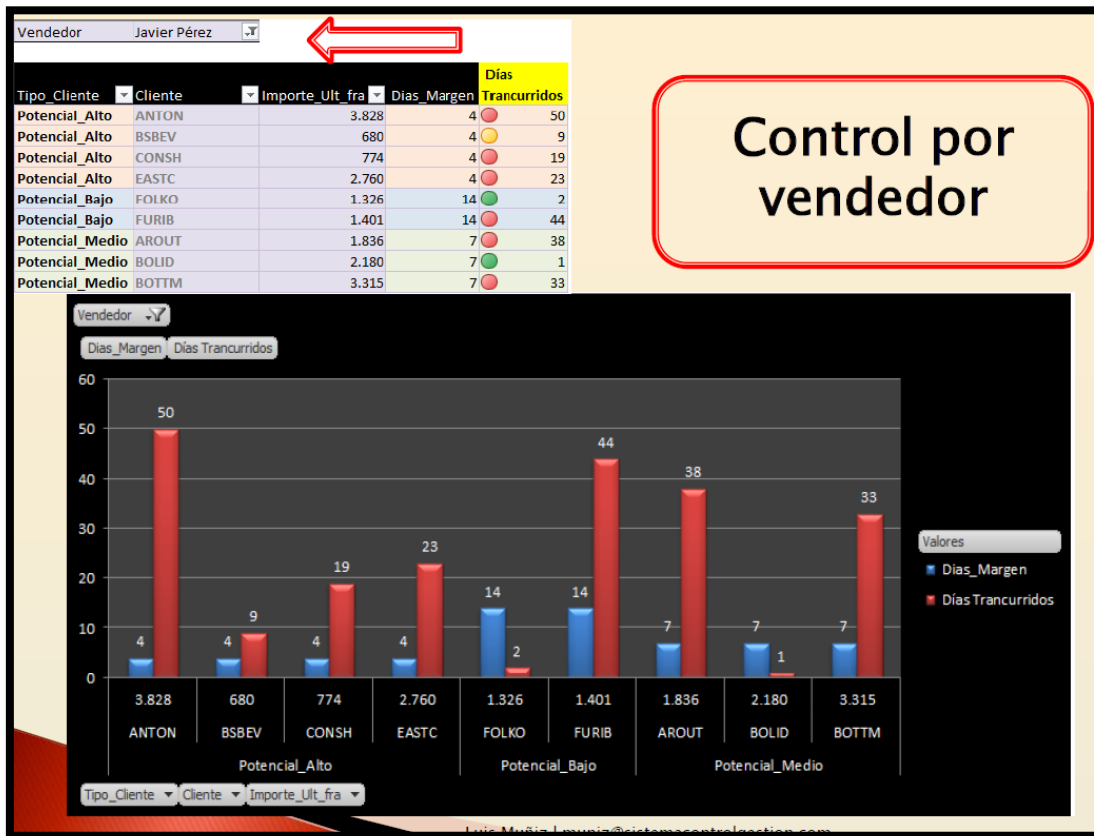 Vendedor Javier Pérez
Días
Tipo_Cliente Cliente Importe_Ult_fra Dias_Margen Trancurridos
Potencial_Alto ANTON 3.828 4 50
Potencial_Alto BSBEV 680 4 9
Potencial_Alto CONSH 774 4 19
Potencial_Alto EASTC 2.760 4 23
Potencial_Bajo FOLKO 1.326 14 2
Potencial_Bajo FURIB 1.401 14 44
Potencial_Medio AROUT 1.836 7 38
Potencial_Medio BOLID 2.180 7 1
Potencial_Medio BOTTM 3.315 7 33
Control por
vendedor
Vendedor
Dias_Margen Días Trancurridos
60
50
40
30
20
10
0
4 50
4 9
4 19
4 23
14 2
14 44
7 38
7 1
7 33
3.828 680 774 2.760 1.326 1.401 1.836 2.180 3.315
ANTON BSBEV CONSH EASTC FOLKO FURIB AROUT BOLID BOTTM
Potencial_Alto Potencial_Bajo Potencial_Medio
Valores
Dias_Margen
Días Trancurridos
Tipo_Cliente Cliente Importe_Ult_fra
Luis Muñiz | muniz@sistemacontrolgestion.com